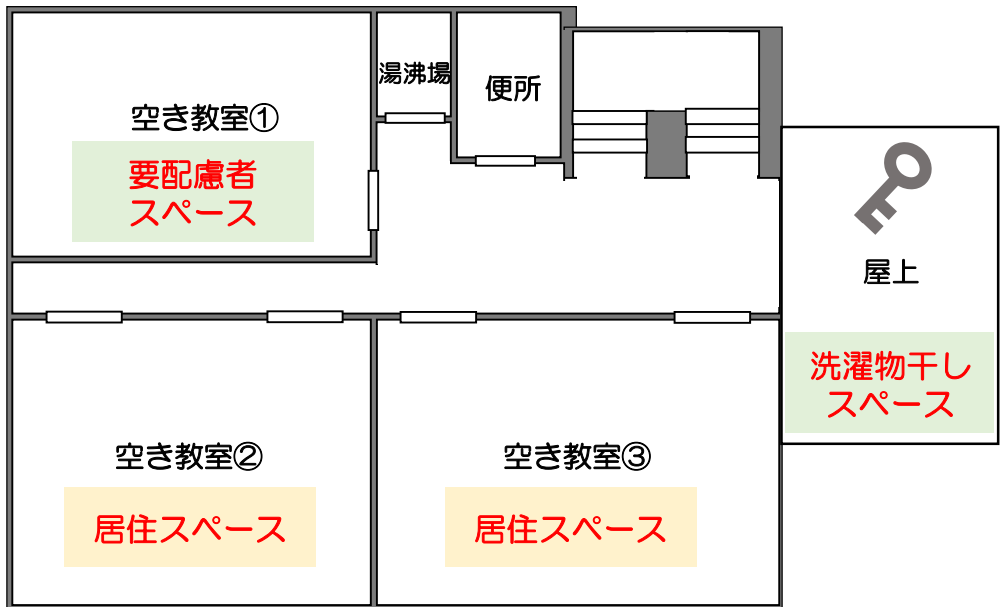 湯沸場
便所
空き教室①
要配慮者
スペース
屋上
洗濯物干し
スペース
空き教室②
居住スペース
空き教室③
居住スペース